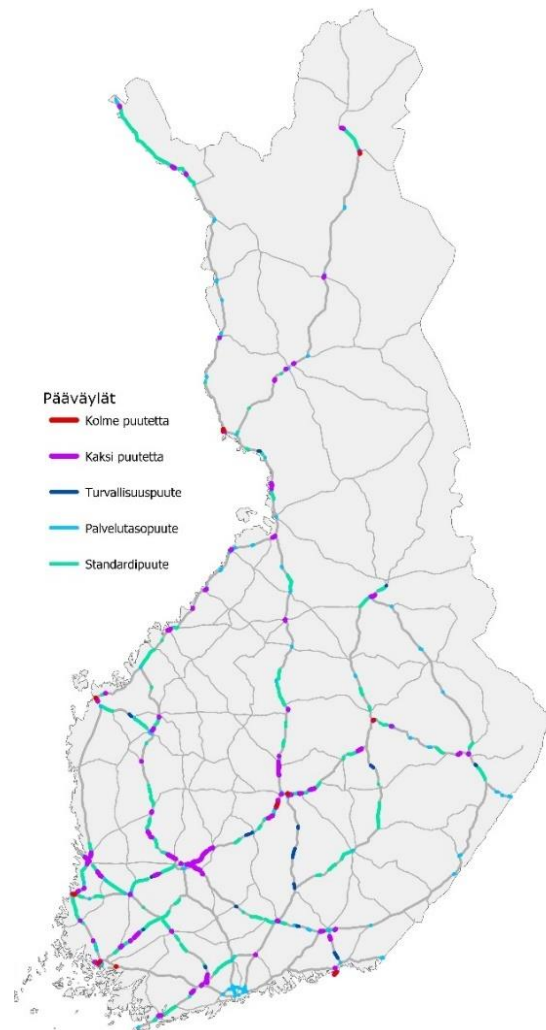 Pääväylät
Kolme puutetta
Kaksi puutetta
Turvallisuuspuute
Palvelutasopuute
Standardipuute